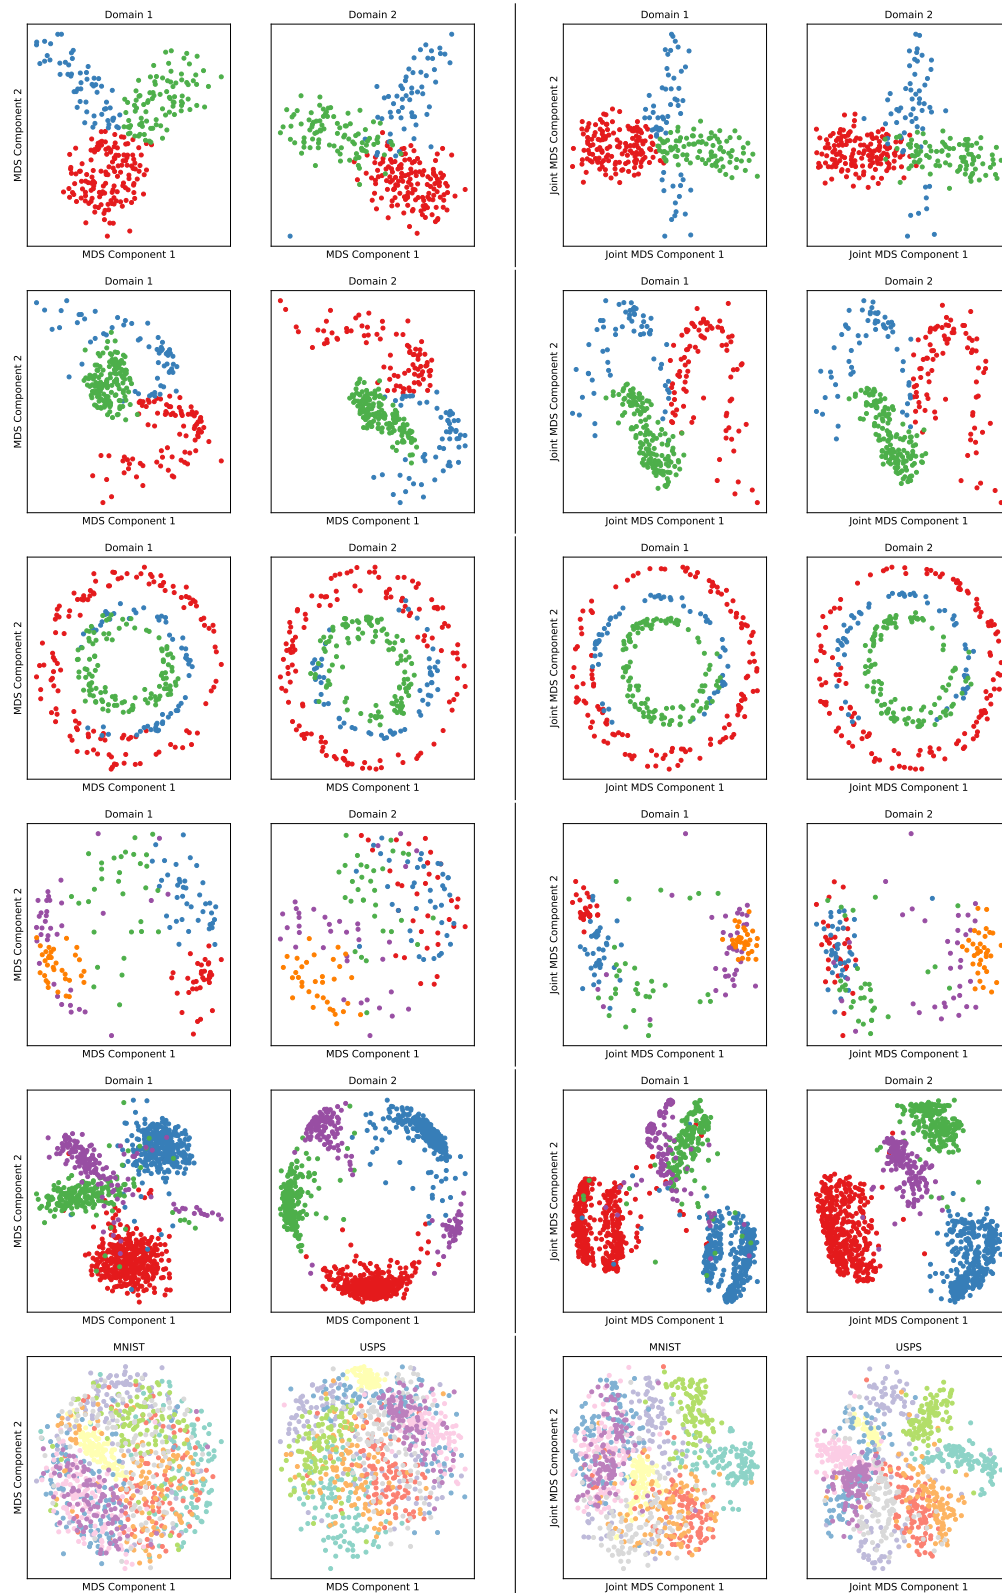 Domain 1
Domain 2
Domain 1
Domain 2
MDS Component 2
Joint MDS Component 2
MDS Component 1
MDS Component 1
Joint MDS Component 1
Joint MDS Component 1
Domain 1
Domain 2
Domain 1
Domain 2
MDS Component 2
Joint MDS Component 2
MDS Component 1
MDS Component 1
Joint MDS Component 1
Joint MDS Component 1
Domain 1
Domain 2
Domain 1
Domain 2
MDS Component 2
Joint MDS Component 2
MDS Component 1
MDS Component 1
Joint MDS Component 1
Joint MDS Component 1
Domain 1
Domain 2
Domain 1
Domain 2
MDS Component 2
Joint MDS Component 2
MDS Component 1
MDS Component 1
Joint MDS Component 1
Joint MDS Component 1
Domain 1
Domain 2
Domain 1
Domain 2
MDS Component 2
Joint MDS Component 2
MDS Component 1
MDS Component 1
Joint MDS Component 1
Joint MDS Component 1
MNIST
USPS
MNIST
USPS
MDS Component 2
Joint MDS Component 2
MDS Component 1
MDS Component 1
Joint MDS Component 1
Joint MDS Component 1